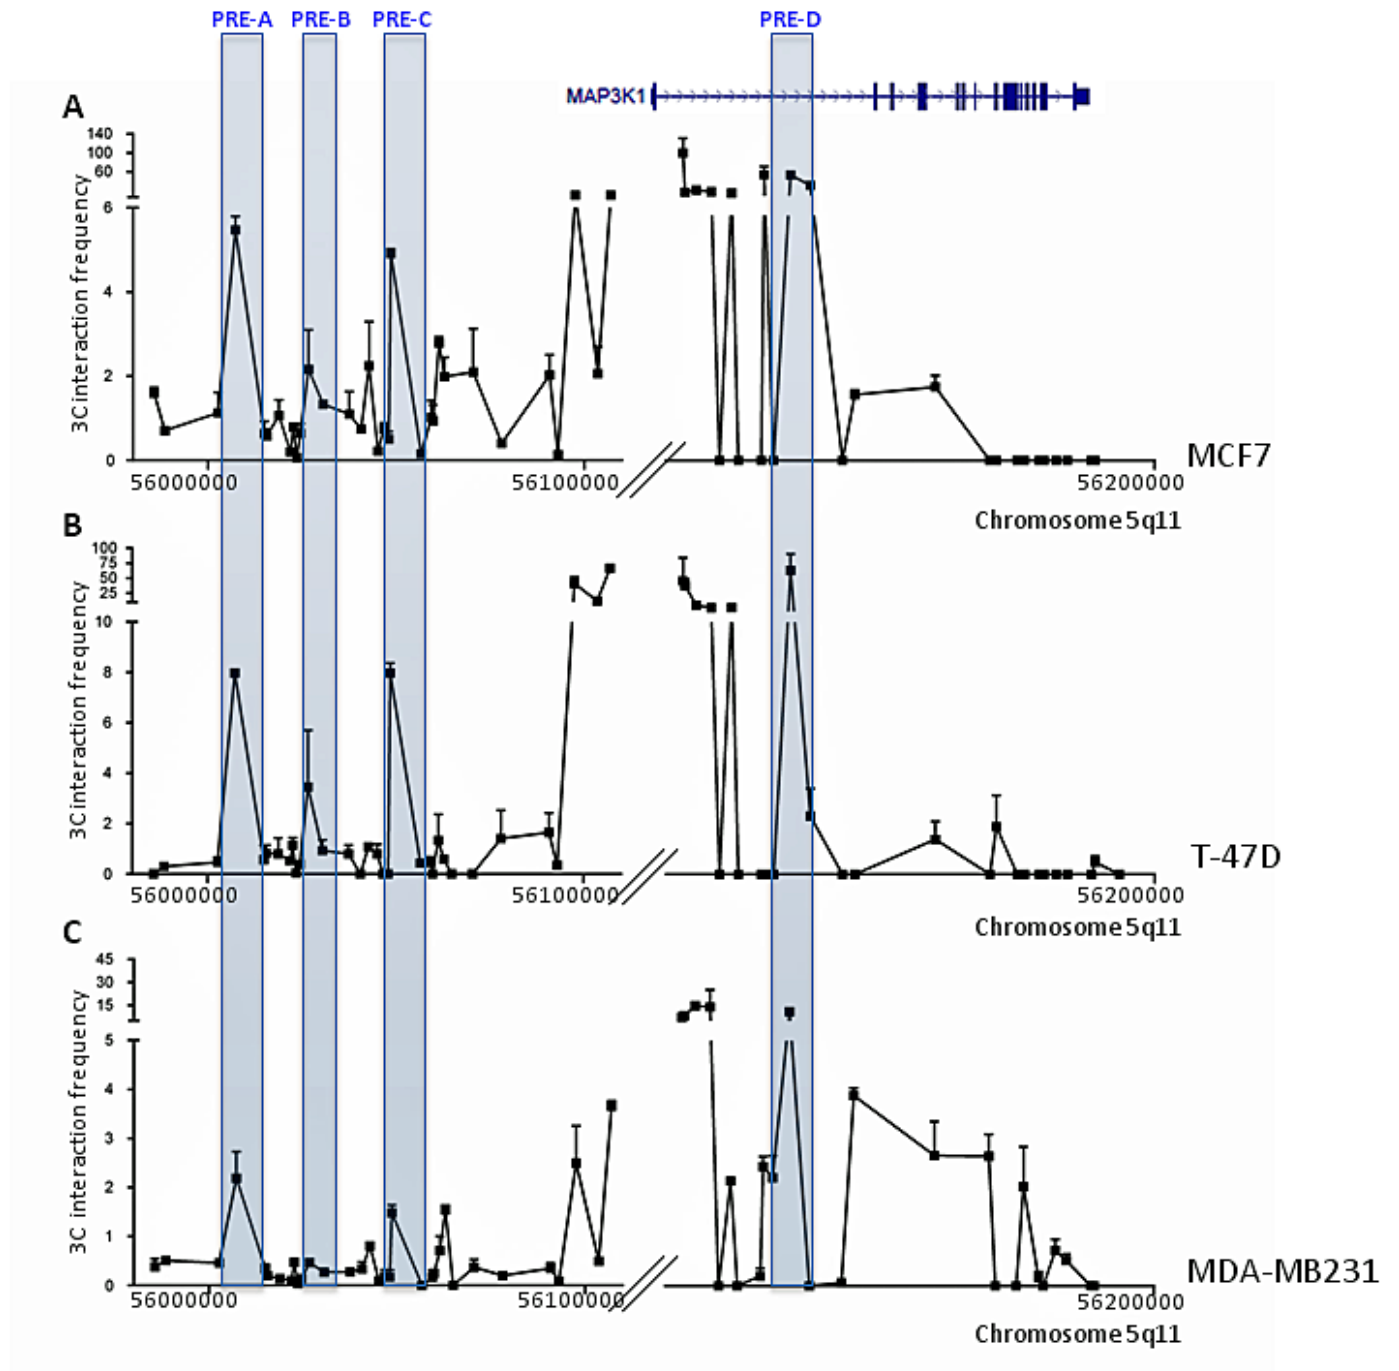 PRE-A PRE-B PRE-C PRE-D
MAP3K1
A
140
100
60
6
4
2
0
3C interaction frequency
56000000 56100000 56200000
MCF7
Chromosome 5q11
B
100
75
50
25
10
8
6
4
2
0
3C interaction frequency
56000000 56100000 56200000
T-47D
Chromosome 5q11
C
45
30
15
5
4
3
2
1
0
3C interaction frequency
56000000 56100000 56200000
MDA-MB231
Chromosome 5q11